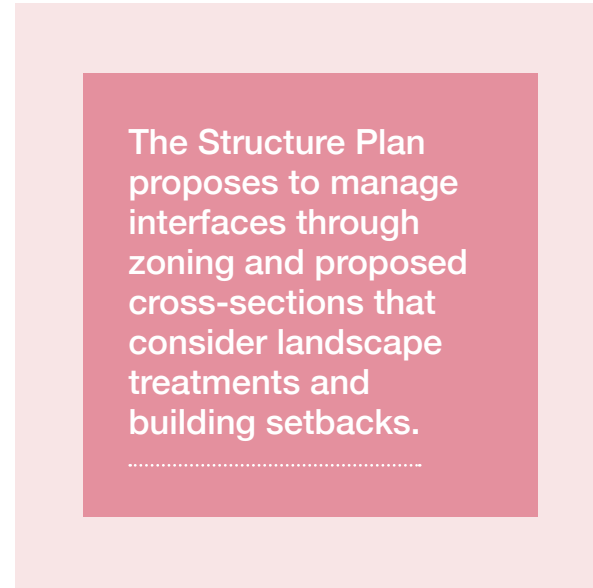 The Structure Plan
proposes to manage
interfaces through
zoning and proposed
cross-sections that
consider landscape
treatments and
building setbacks.